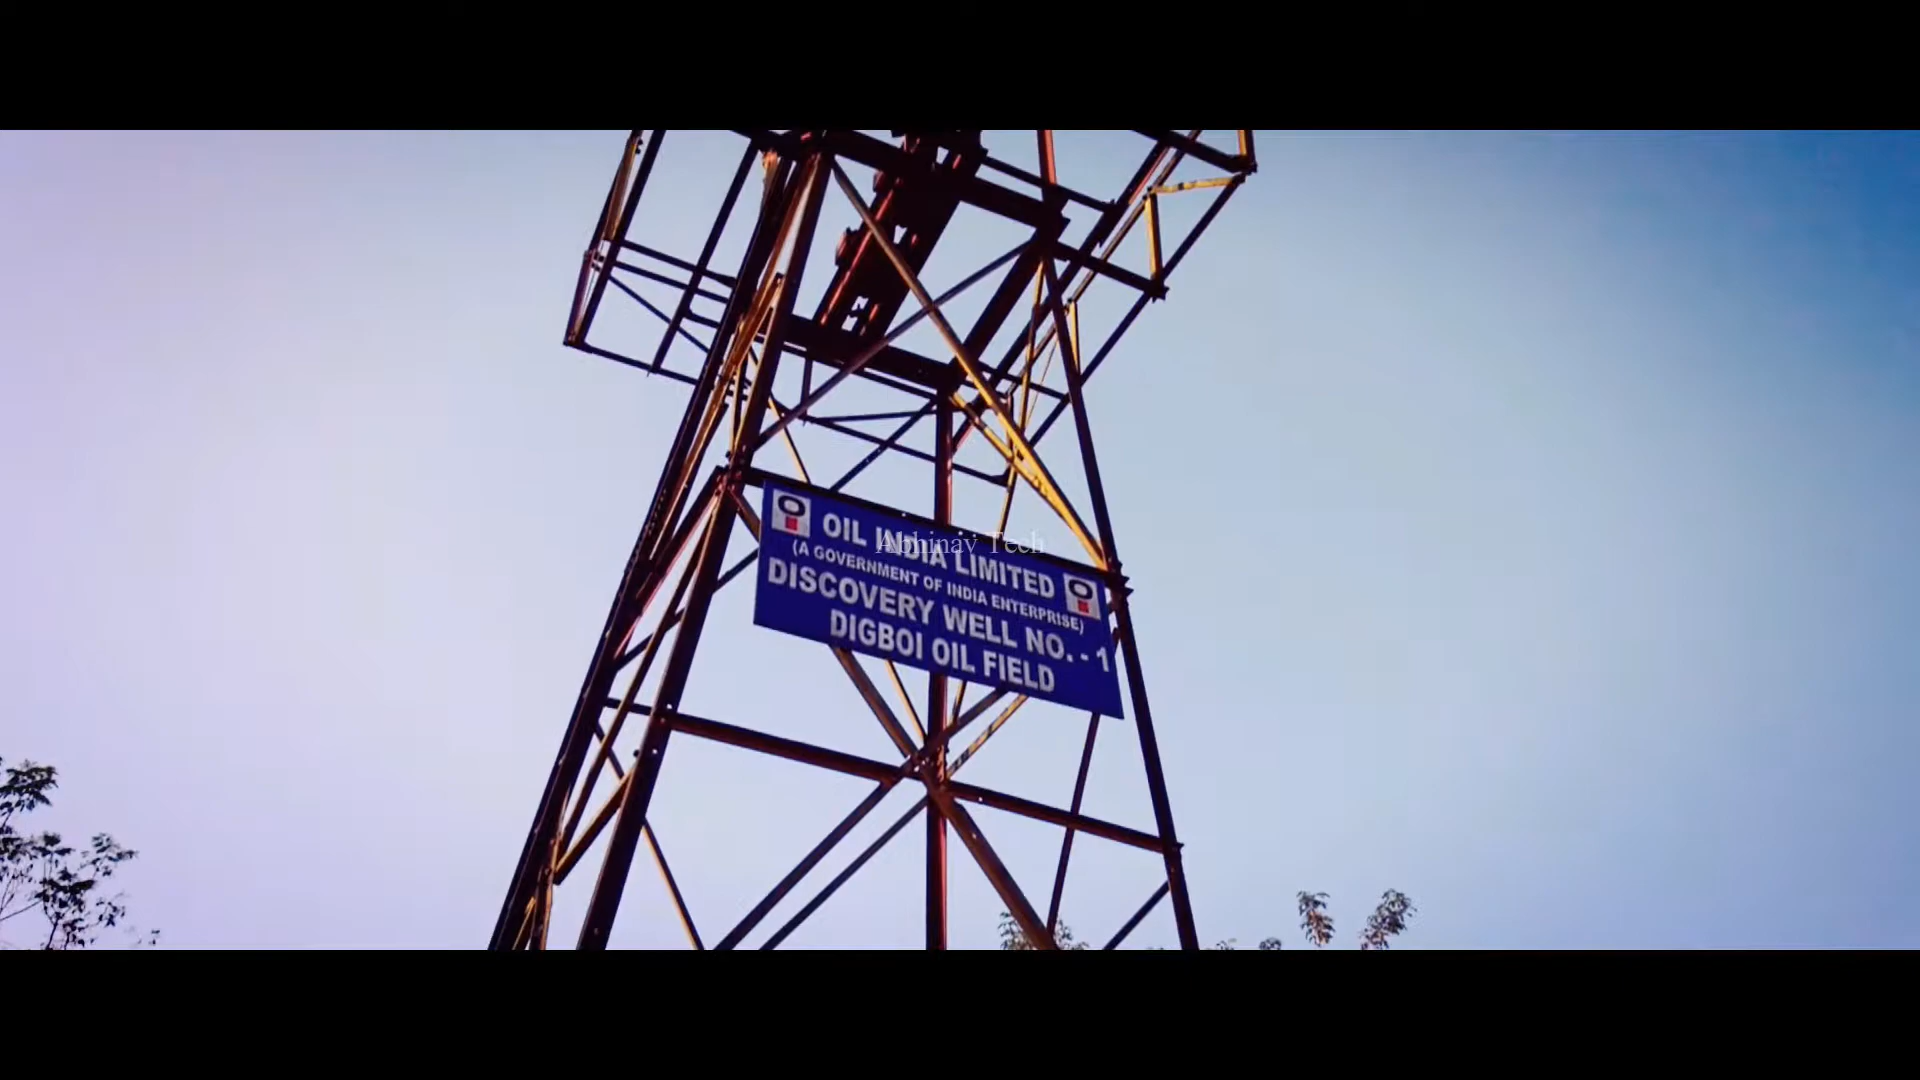 OIL INDIA LIMITED
(A GOVERNMENT OF INDIA ENTERPRISE)
DISCOVERY WELL NO. - 1
DIGBOI OIL FIELD
Abhinav Tech